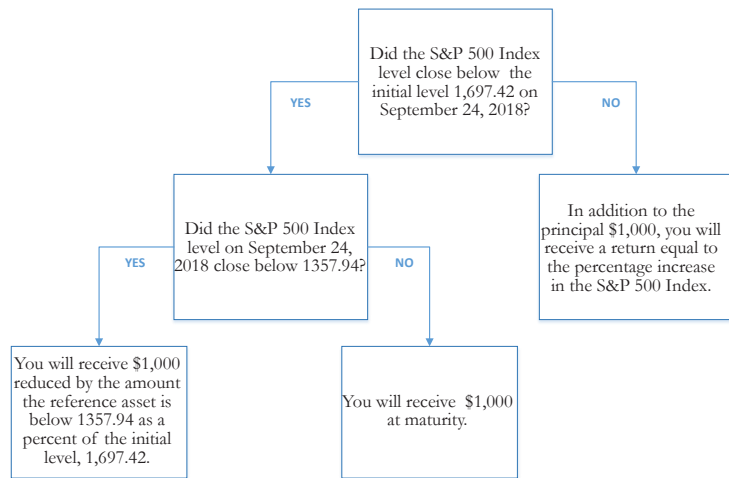 Did the S&P 500 Index
level close below the
initial level 1,697.42 on
September 24, 2018?
YES
NO
Did the S&P 500 Index
level on September 24,
2018 close below 1357.94?
In addition to the
principal $1,000, you will
receive a return equal to
the percentage increase
in the S&P 500 Index.
YES
NO
You will receive $1,000
reduced by the amount
the reference asset is
below 1357.94 as a
percent of the initial
level, 1,697.42.
You will receive $1,000
at maturity.